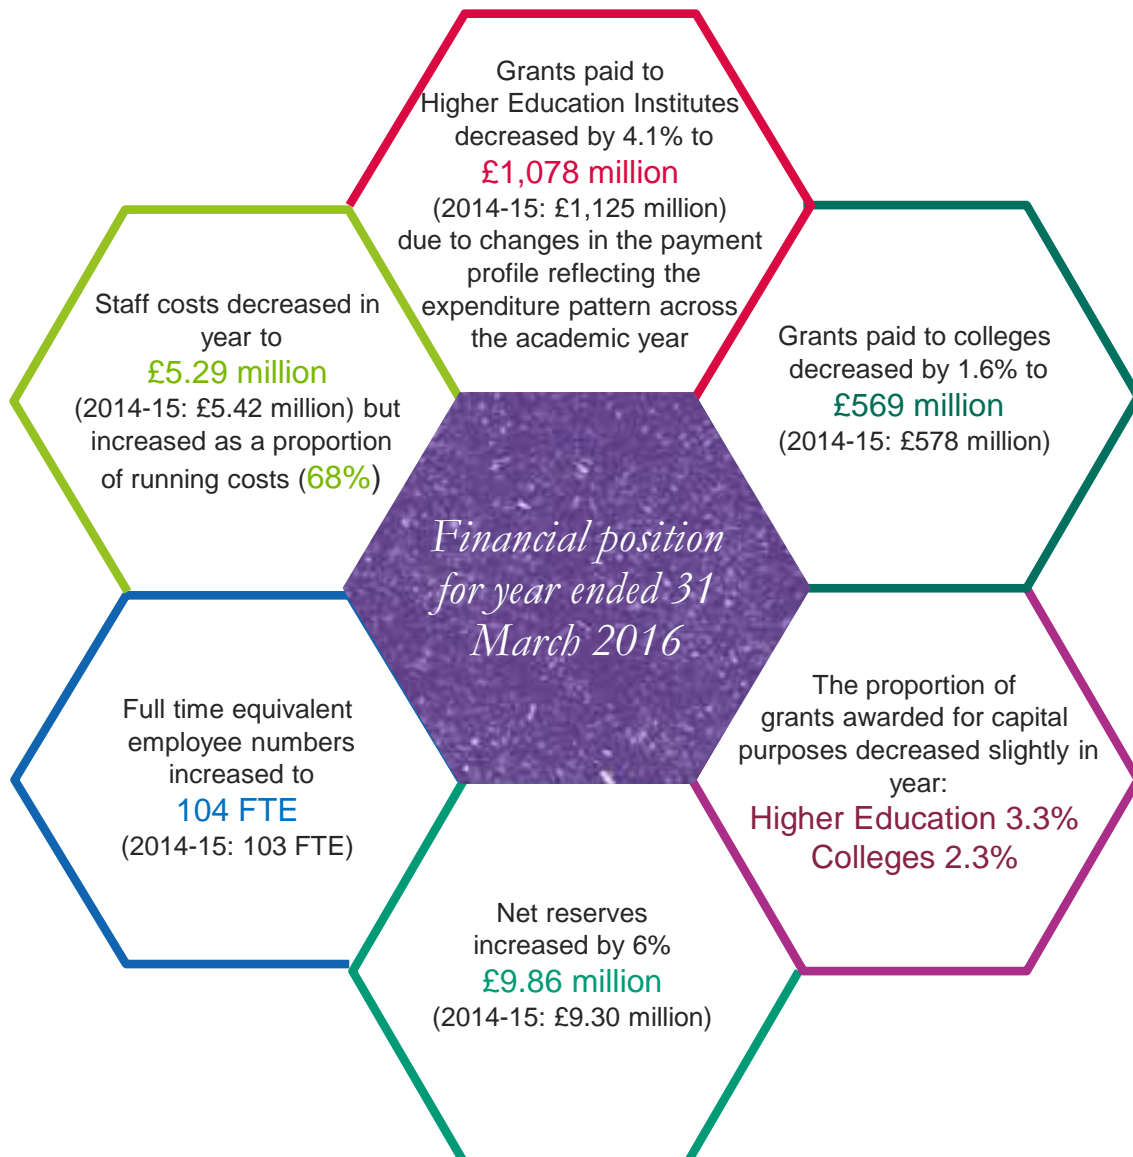 Grants paid to
Higher Education Institutes
decreased by 4.1% to
£1,078 million
(2014-15: £1,125 million)
due to changes in the payment
profile reflecting the
expenditure pattern across
the academic year
Staff costs decreased in
year to
£5.29 million
(2014-15: £5.42 million) but
increased as a proportion
of running costs (68%)
Grants paid to colleges
decreased by 1.6% to
£569 million
(2014-15: £578 million)
Financial position
for year ended 31
March 2016
Full time equivalent
employee numbers
increased to
104 FTE
(2014-15: 103 FTE)
The proportion of
grants awarded for capital
purposes decreased slightly in
year:
Higher Education 3.3%
Colleges 2.3%
Net reserves
increased by 6%
£9.86 million
(2014-15: £9.30 million)